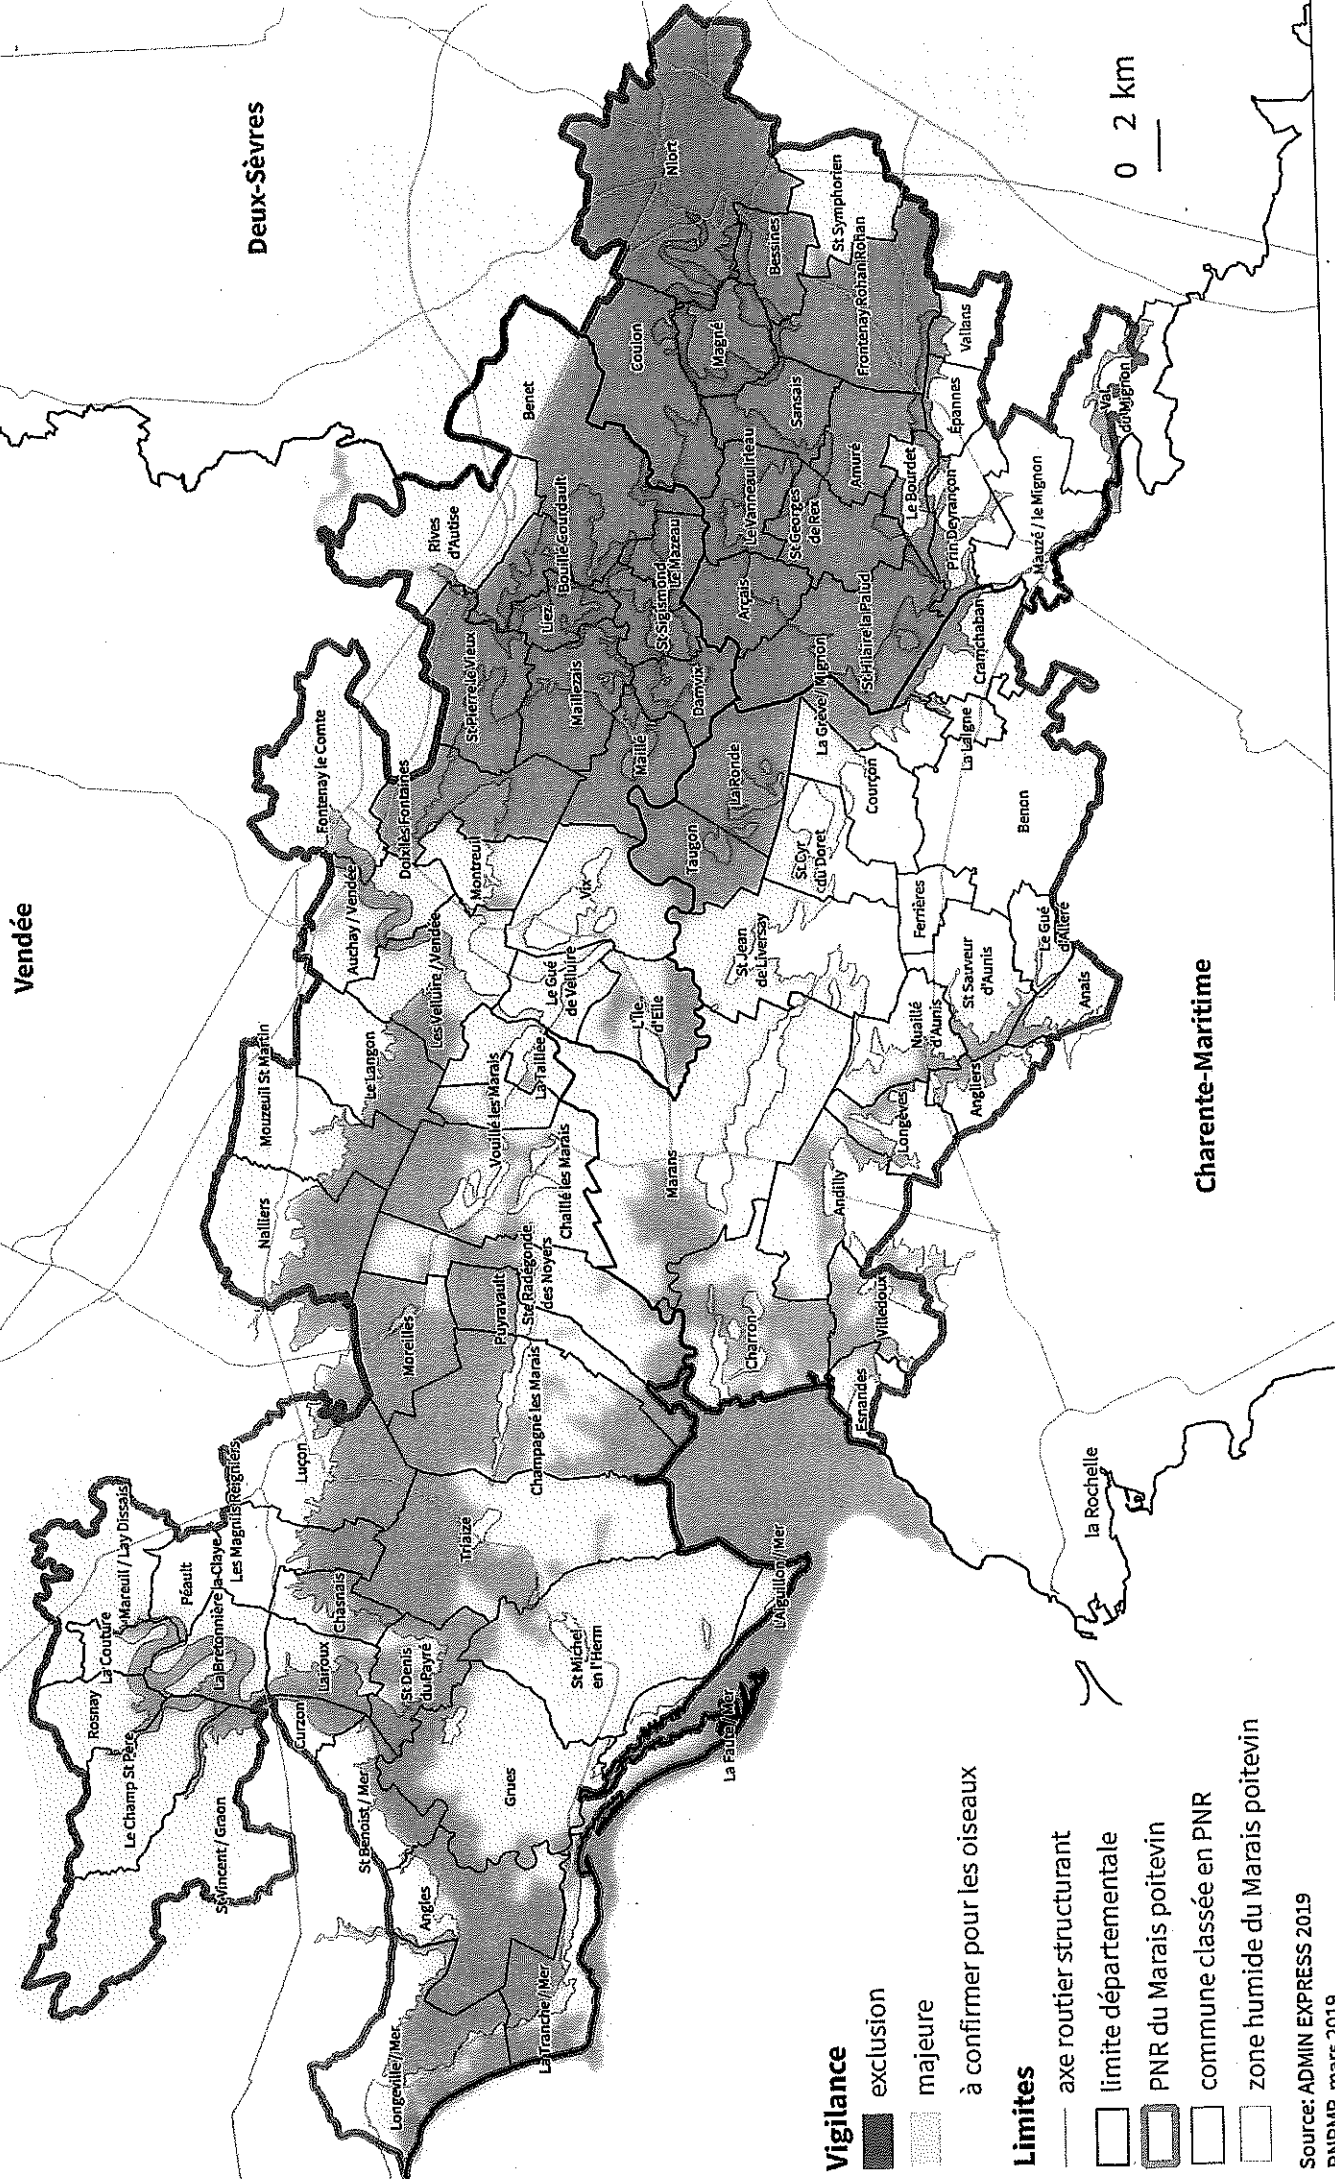 Vendée
Deux-Sèvres
Charente-Maritime
Longeville / Mer
La Tranche / Mer
Angles
St Vincent / Graon
Le Champ St Père
Rosnay
La Couture
Mareuil / Lay Dissais
Péault
La Bretonnière la Claye
Les Magnils Reigniers
Luçon
Curzon
St Benoist / Mer
Lairoux
Chasnais
St Denis
du Payré
Grues
St Michel
en l'Herm
Triaize
La Faute / Mer
L'Aiguillon / Mer
Champagné les Marais
Moreilles
Puyravault
Ste Radégonde
des Noyers
Nalliers
Mouzeuil St Martin
Le Langon
Vouillé les Marais
Chaillé les Marais
La Taillée
Les Velluire / Vendée
Auchay / Vendée
Fontenay le Comte
Doix lès Fontaines
Montreuil
Le Gué
de Velluire
Vix
L'Île
d'Elle
Marans
Charron
Esnandes
Villedoux
Andilly
Longèves
Angliers
Nuaillé
d'Aunis
St Sauveur
d'Aunis
Anais
Le Gué
d'Alleré
Ferrières
St Jean
de Liversay
St Cyr
du Doret
Courçon
Benon
La Laigne
Taugon
La Ronde
La Grève / Mignon
Cramchaban
Maillé
Maillezais
St Pierre le Vieux
Liez
Bouillé Courdault
Rives
d'Autise
Benet
St Sigismond
Le Mazeau
Damvix
Arçais
St Hilaire la Palud
Le Vanneau Irleau
St Georges
de Rex
Amuré
Sansais
Le Bourdet
Prin Deyrançon
Mauzé / le Mignon
Épannes
Vallans
Val
du Mignon
Coulon
Magné
Bessines
Frontenay Rohan Rohan
St Symphorien
Niort
la Rochelle
0 2 km
Vigilance
exclusion
majeure
à confirmer pour les oiseaux
Limites
axe routier structurant
limite départementale
PNR du Marais poitevin
commune classée en PNR
zone humide du Marais poitevin
Source: ADMIN EXPRESS 2019
PNRMP, mars 2019